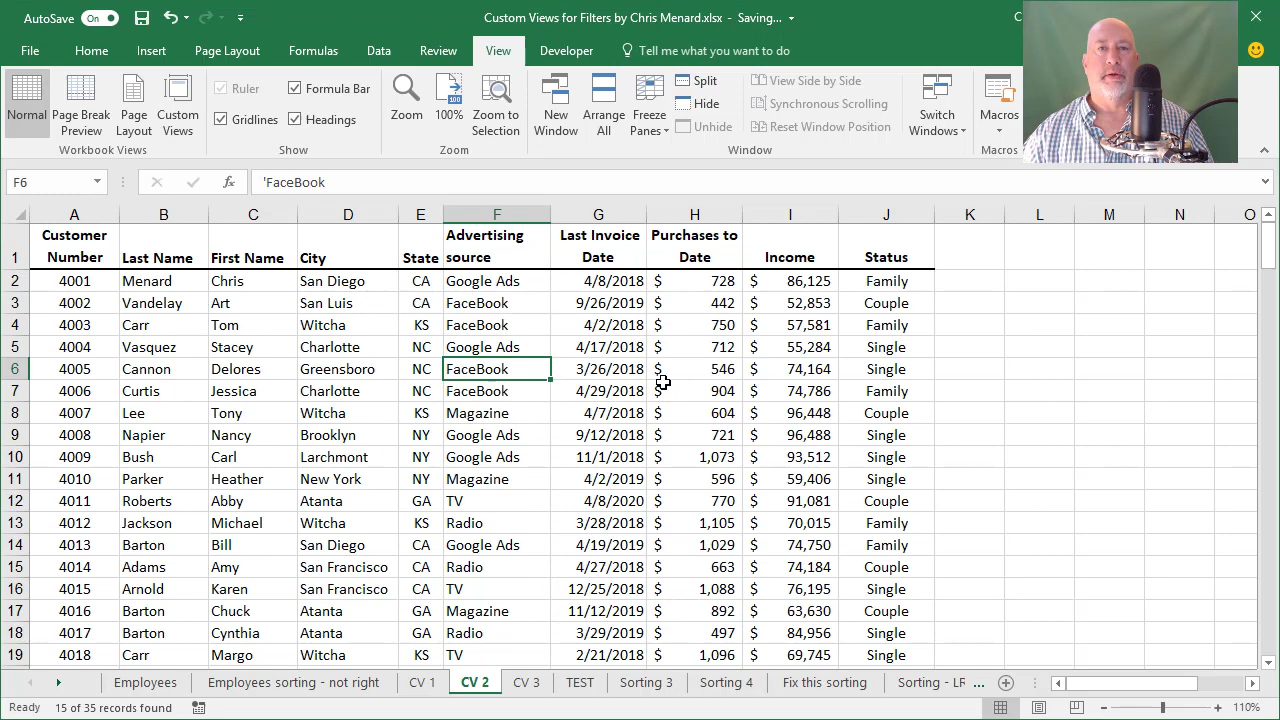 AutoSave On Custom Views for Filters by Chris Menard.xlsx - Saving...
File Home Insert Page Layout Formulas Data Review View Developer Tell me what you want to do
Normal Page Break Preview Page Layout Custom Views
Ruler Formula Bar
Gridlines Headings
Zoom 100% Zoom to Selection
New Window Arrange All Freeze Panes
Split
Hide
Unhide
View Side by Side
Synchronous Scrolling
Reset Window Position
Switch Windows
Macros
Workbook Views Show Zoom Window Macros
F6 fx 'FaceBook
A B C D E F G H I J K L M N O
1 Customer Number Last Name First Name City State Advertising source Last Invoice Date Purchases to Date Income Status
2 4001 Menard Chris San Diego CA Google Ads 4/8/2018 $ 728 $ 86,125 Family
3 4002 Vandelay Art San Luis CA FaceBook 9/26/2019 $ 442 $ 52,853 Couple
4 4003 Carr Tom Witcha KS FaceBook 4/2/2018 $ 750 $ 57,581 Family
5 4004 Vasquez Stacey Charlotte NC Google Ads 4/17/2018 $ 712 $ 55,284 Single
6 4005 Cannon Delores Greensboro NC FaceBook 3/26/2018 $ 546 $ 74,164 Single
7 4006 Curtis Jessica Charlotte NC FaceBook 4/29/2018 $ 904 $ 74,786 Family
8 4007 Lee Tony Witcha KS Magazine 4/7/2018 $ 604 $ 96,448 Couple
9 4008 Napier Nancy Brooklyn NY Google Ads 9/12/2018 $ 721 $ 96,488 Single
10 4009 Bush Carl Larchmont NY Google Ads 11/1/2018 $ 1,073 $ 93,512 Single
11 4010 Parker Heather New York NY Magazine 4/2/2019 $ 596 $ 59,406 Single
12 4011 Roberts Abby Atanta GA TV 4/8/2020 $ 770 $ 91,081 Couple
13 4012 Jackson Michael Witcha KS Radio 3/28/2018 $ 1,105 $ 70,015 Family
14 4013 Barton Bill San Diego CA Google Ads 4/19/2019 $ 1,029 $ 74,750 Family
15 4014 Adams Amy San Francisco CA Radio 4/27/2018 $ 663 $ 74,184 Couple
16 4015 Arnold Karen San Francisco CA TV 12/25/2018 $ 1,088 $ 76,195 Single
17 4016 Barton Chuck Atanta GA Magazine 11/12/2019 $ 892 $ 63,630 Couple
18 4017 Barton Cynthia Atanta GA Radio 3/29/2019 $ 497 $ 84,956 Single
19 4018 Carr Margo Witcha KS TV 2/21/2018 $ 1,096 $ 69,745 Single
Employees Employees sorting - not right CV 1 CV 2 CV 3 TEST Sorting 3 Sorting 4 Fix this sorting Sorting - LR ...
Ready 15 of 35 records found 110%